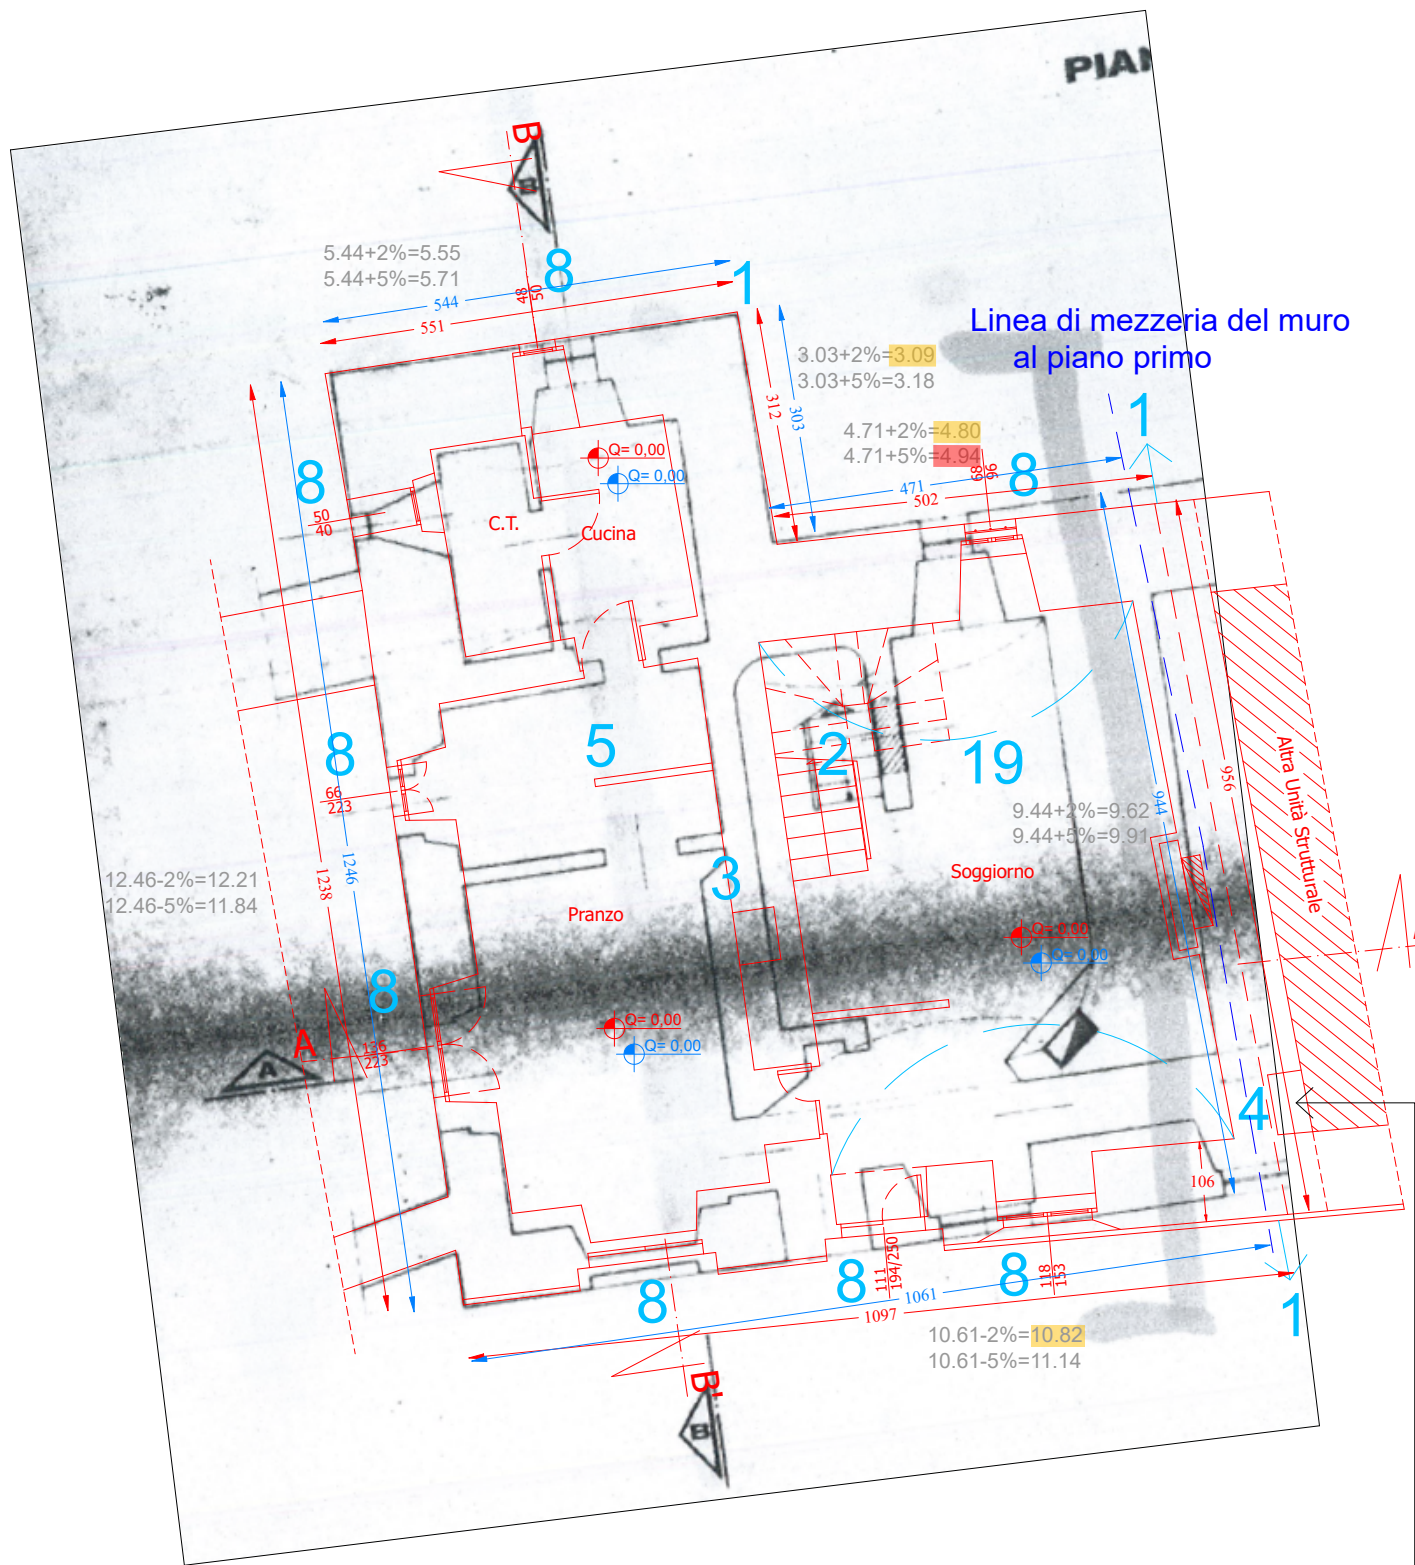 PIAN
B
B
5.44+2%=5.55
5.44+5%=5.71
8
1
544
551
48
50
Linea di mezzeria del muro
al piano primo
3.03+2%=3.09
3.03+5%=3.18
312
303
1
4.71+2%=4.80
4.71+5%=4.94
68
96
8
471
502
8
Q= 0,00
Q= 0,00
50
40
C.T.
Cucina
8
5
2
19
66
223
956
944
Altra Unità Strutturale
9.44+2%=9.62
9.44+5%=9.91
1246
1238
12.46-2%=12.21
12.46-5%=11.84
3
Soggiorno
Pranzo
Q= 0,00
Q= 0,00
8
Q= 0,00
Q= 0,00
A
A
136
223
4
106
8
8
8
111
194/250
118
153
1061
1097
1
10.61-2%=10.82
10.61-5%=11.14
B'
B